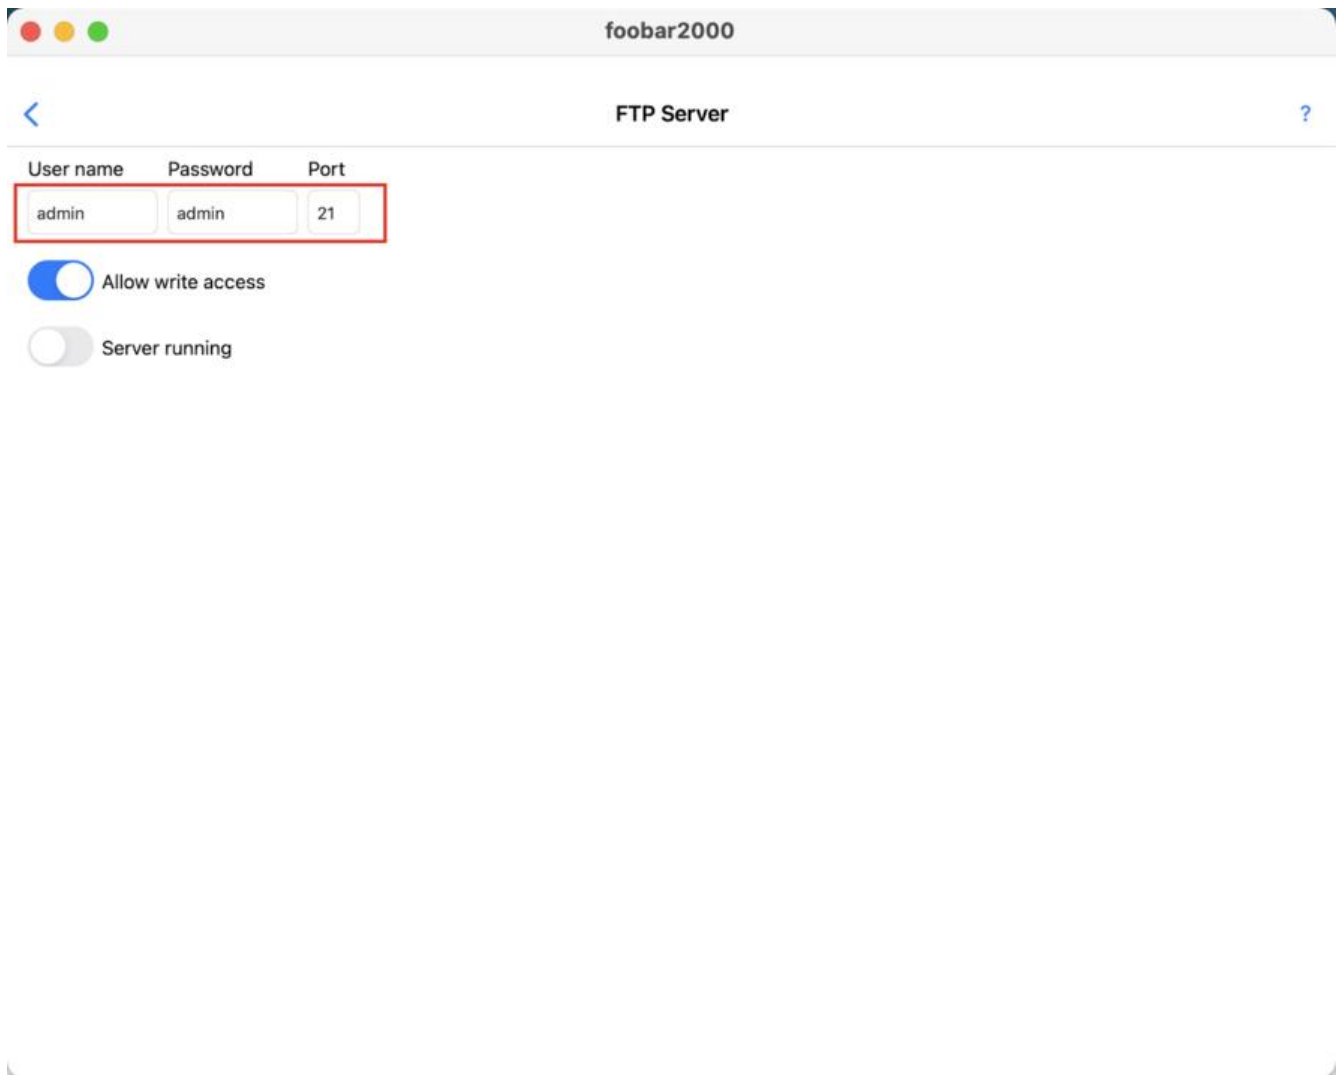 foobar2000
FTP Server ?
User name Password Port
admin admin 21
Allow write access
Server running